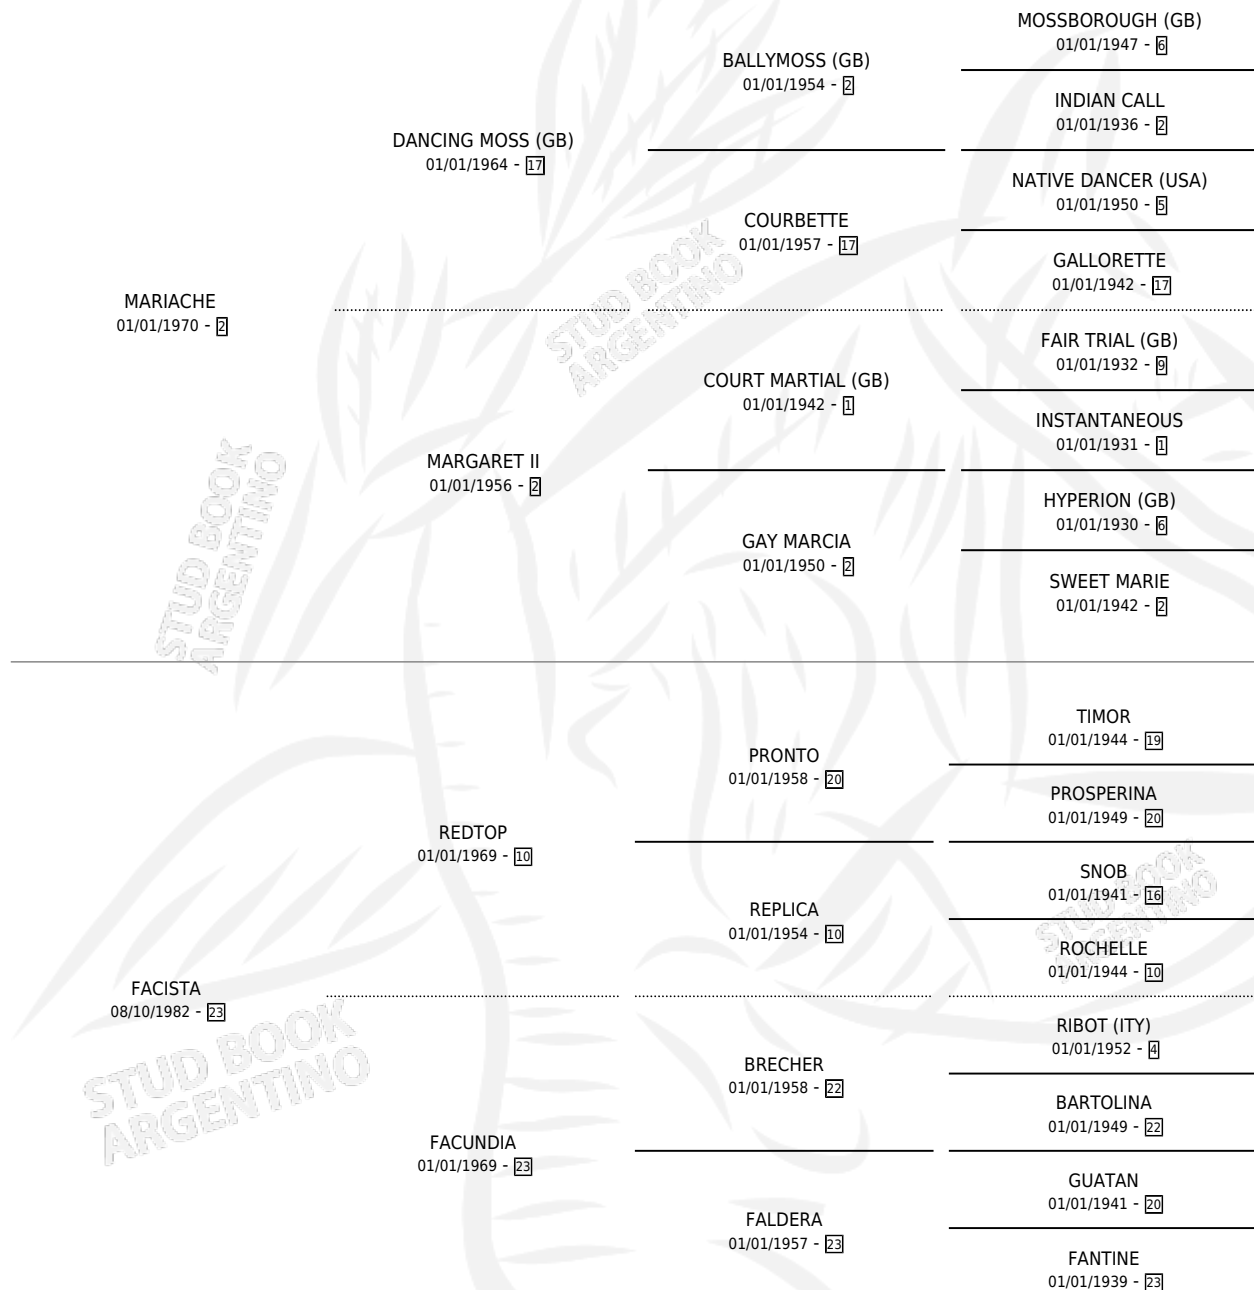 MOSSBOROUGH (GB)
01/01/1947 - 6
BALLYMOSS (GB)
01/01/1954 - 2
INDIAN CALL
01/01/1936 - 2
DANCING MOSS (GB)
01/01/1964 - 17
NATIVE DANCER (USA)
01/01/1950 - 5
COURBETTE
01/01/1957 - 17
GALLORETTE
01/01/1942 - 17
MARIACHE
01/01/1970 - 2
FAIR TRIAL (GB)
01/01/1932 - 9
COURT MARTIAL (GB)
01/01/1942 - 1
INSTANTANEOUS
01/01/1931 - 1
MARGARET II
01/01/1956 - 2
HYPERION (GB)
01/01/1930 - 6
GAY MARCIA
01/01/1950 - 2
SWEET MARIE
01/01/1942 - 2
STUD BOOK
ARGENTINO
STUD BOOK
ARGENTINO
TIMOR
01/01/1944 - 19
PRONTO
01/01/1958 - 20
PROSPERINA
01/01/1949 - 20
REDTOP
01/01/1969 - 10
SNOB
01/01/1941 - 16
REPLICA
01/01/1954 - 10
ROCHELLE
01/01/1944 - 10
STUD BOOK
ARGENTINO
FACISTA
08/10/1982 - 23
RIBOT (ITY)
01/01/1952 - 4
BRECHER
01/01/1958 - 22
BARTOLINA
01/01/1949 - 22
FACUNDIA
01/01/1969 - 23
GUATAN
01/01/1941 - 20
FALDERA
01/01/1957 - 23
FANTINE
01/01/1939 - 23
STUD BOOK
ARGENTINO